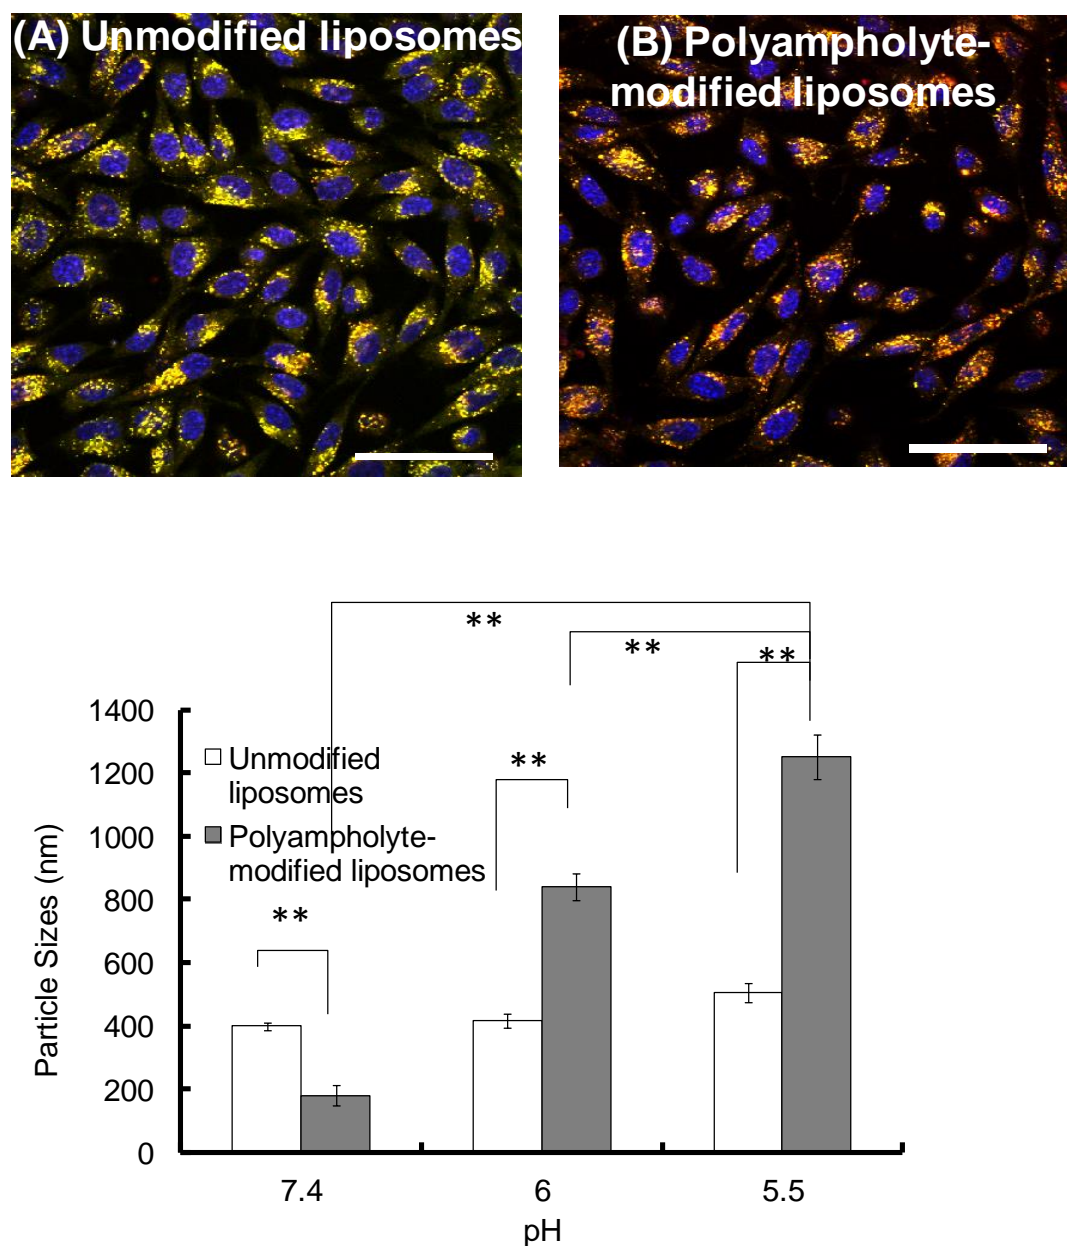 (A) Unmodified liposomes
(B) Polyampholyte-
modified liposomes
**
**
**
1400
1200
1000
800
600
400
200
0
Particle Sizes (nm)
Unmodified
liposomes
Polyampholyte-
modified liposomes
**
**
7.4
6
5.5
pH